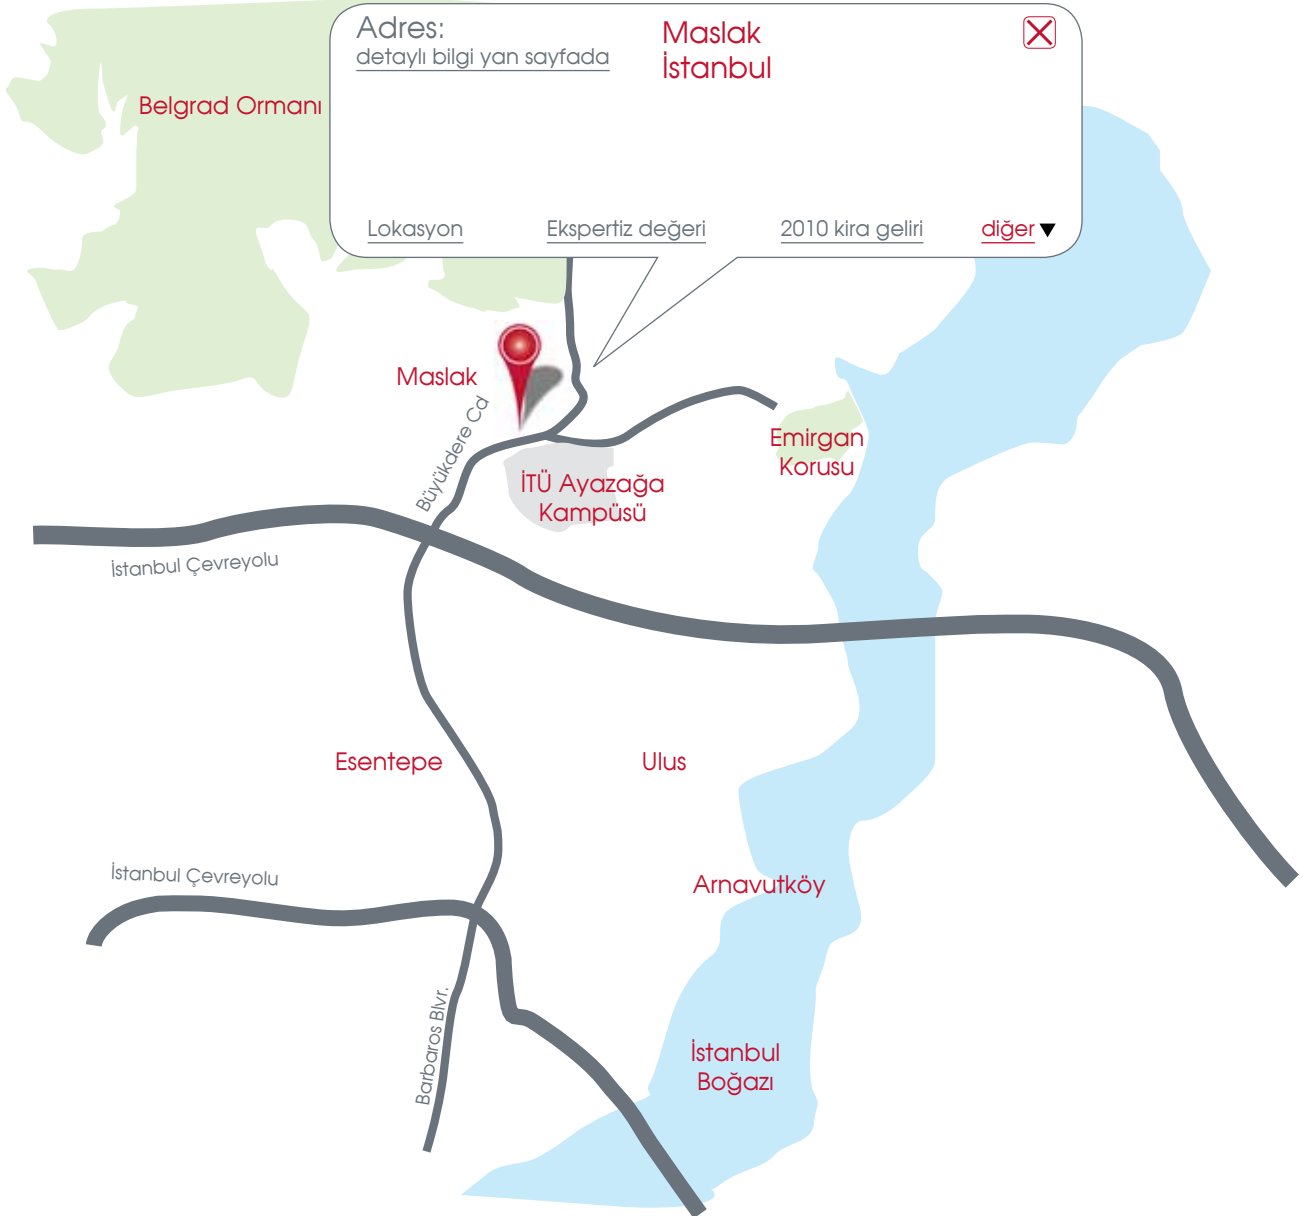 Adres:
detaylı bilgi yan sayfada
Maslak
İstanbul
Belgrad Ormanı
Lokasyon
Ekspertiz değeri
2010 kira geliri
diğer
Maslak
Büyükdere Cd
Emirgan
Korusu
İTÜ Ayazağa
Kampüsü
İstanbul Çevreyolu
Esentepe
Ulus
İstanbul Çevreyolu
Arnavutköy
Barbaros Blvr.
İstanbul
Boğazı